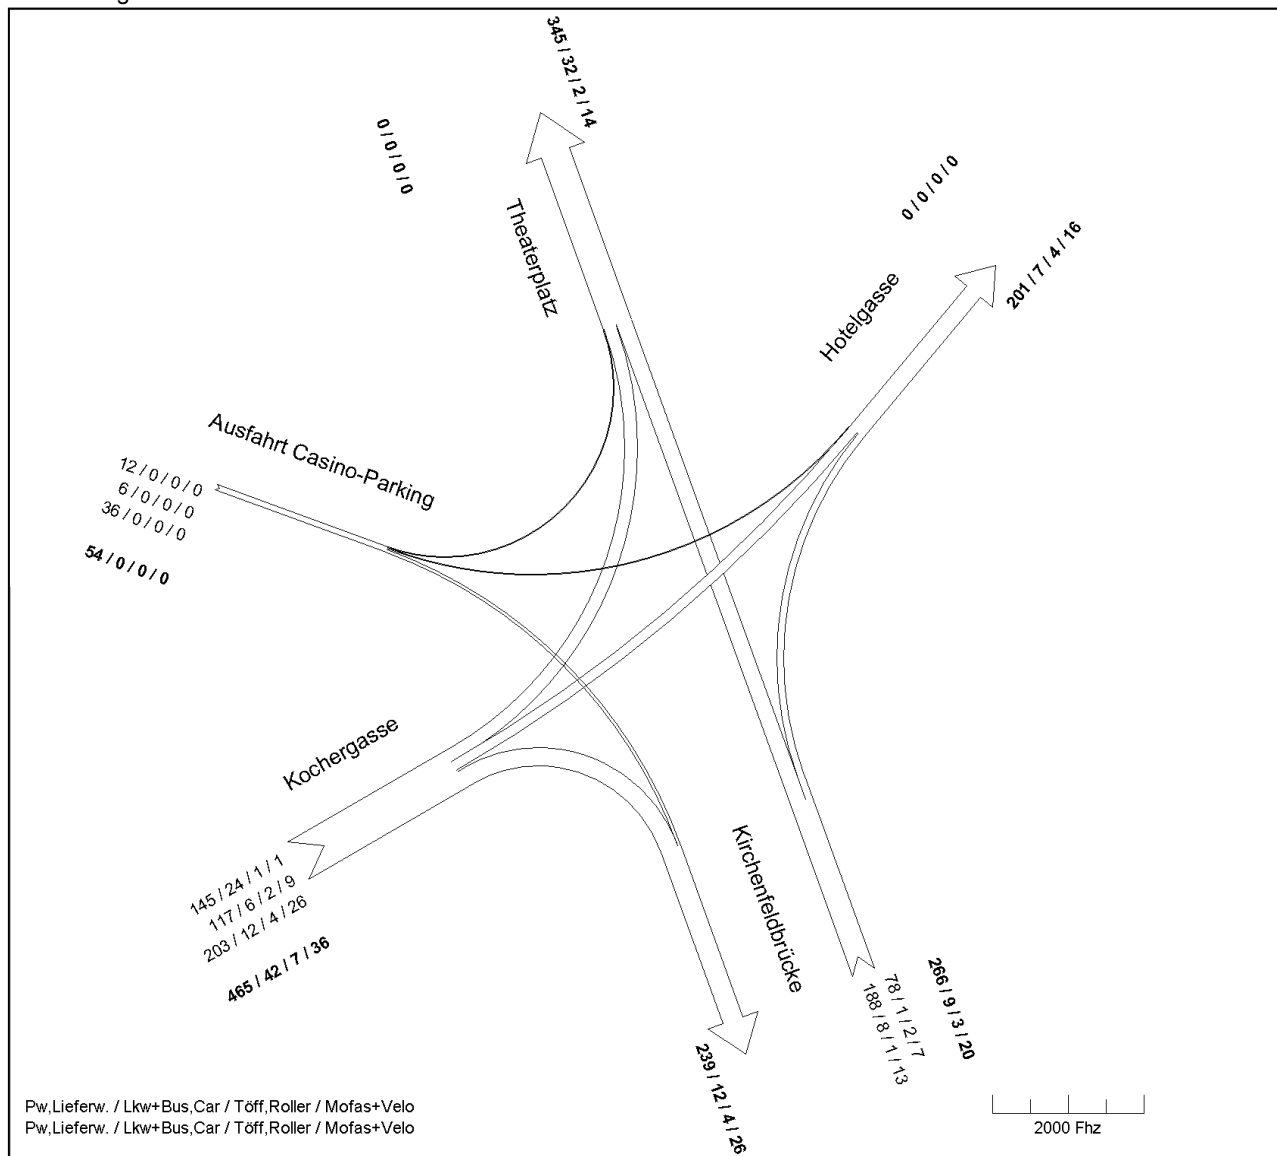 345 / 32 / 2 / 14
0 / 0 / 0 / 0
0 / 0 / 0 / 0
201 / 7 / 4 / 16
Theaterplatz
Hotelgasse
Ausfahrt Casino-Parking
12 / 0 / 0 / 0
6 / 0 / 0 / 0
36 / 0 / 0 / 0
54 / 0 / 0 / 0
Kochergasse
145 / 24 / 1 / 1
117 / 6 / 2 / 9
203 / 12 / 4 / 26
465 / 42 / 7 / 36
Kirchenfeldbrücke
266 / 9 / 3 / 20
78 / 1 / 2 / 7
188 / 8 / 1 / 13
239 / 12 / 4 / 26
Pw,Lieferw. / Lkw+Bus,Car / Töff,Roller / Mofas+Velo
Pw,Lieferw. / Lkw+Bus,Car / Töff,Roller / Mofas+Velo
2000 Fhz